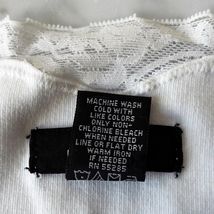 MACHINE WASH
COLD WITH
LIKE COLORS
ONLY NON-
CHLORINE BLEACH
WHEN NEEDED
LINE OR FLAT DRY
WARM IRON
IF NEEDED
RN 55285